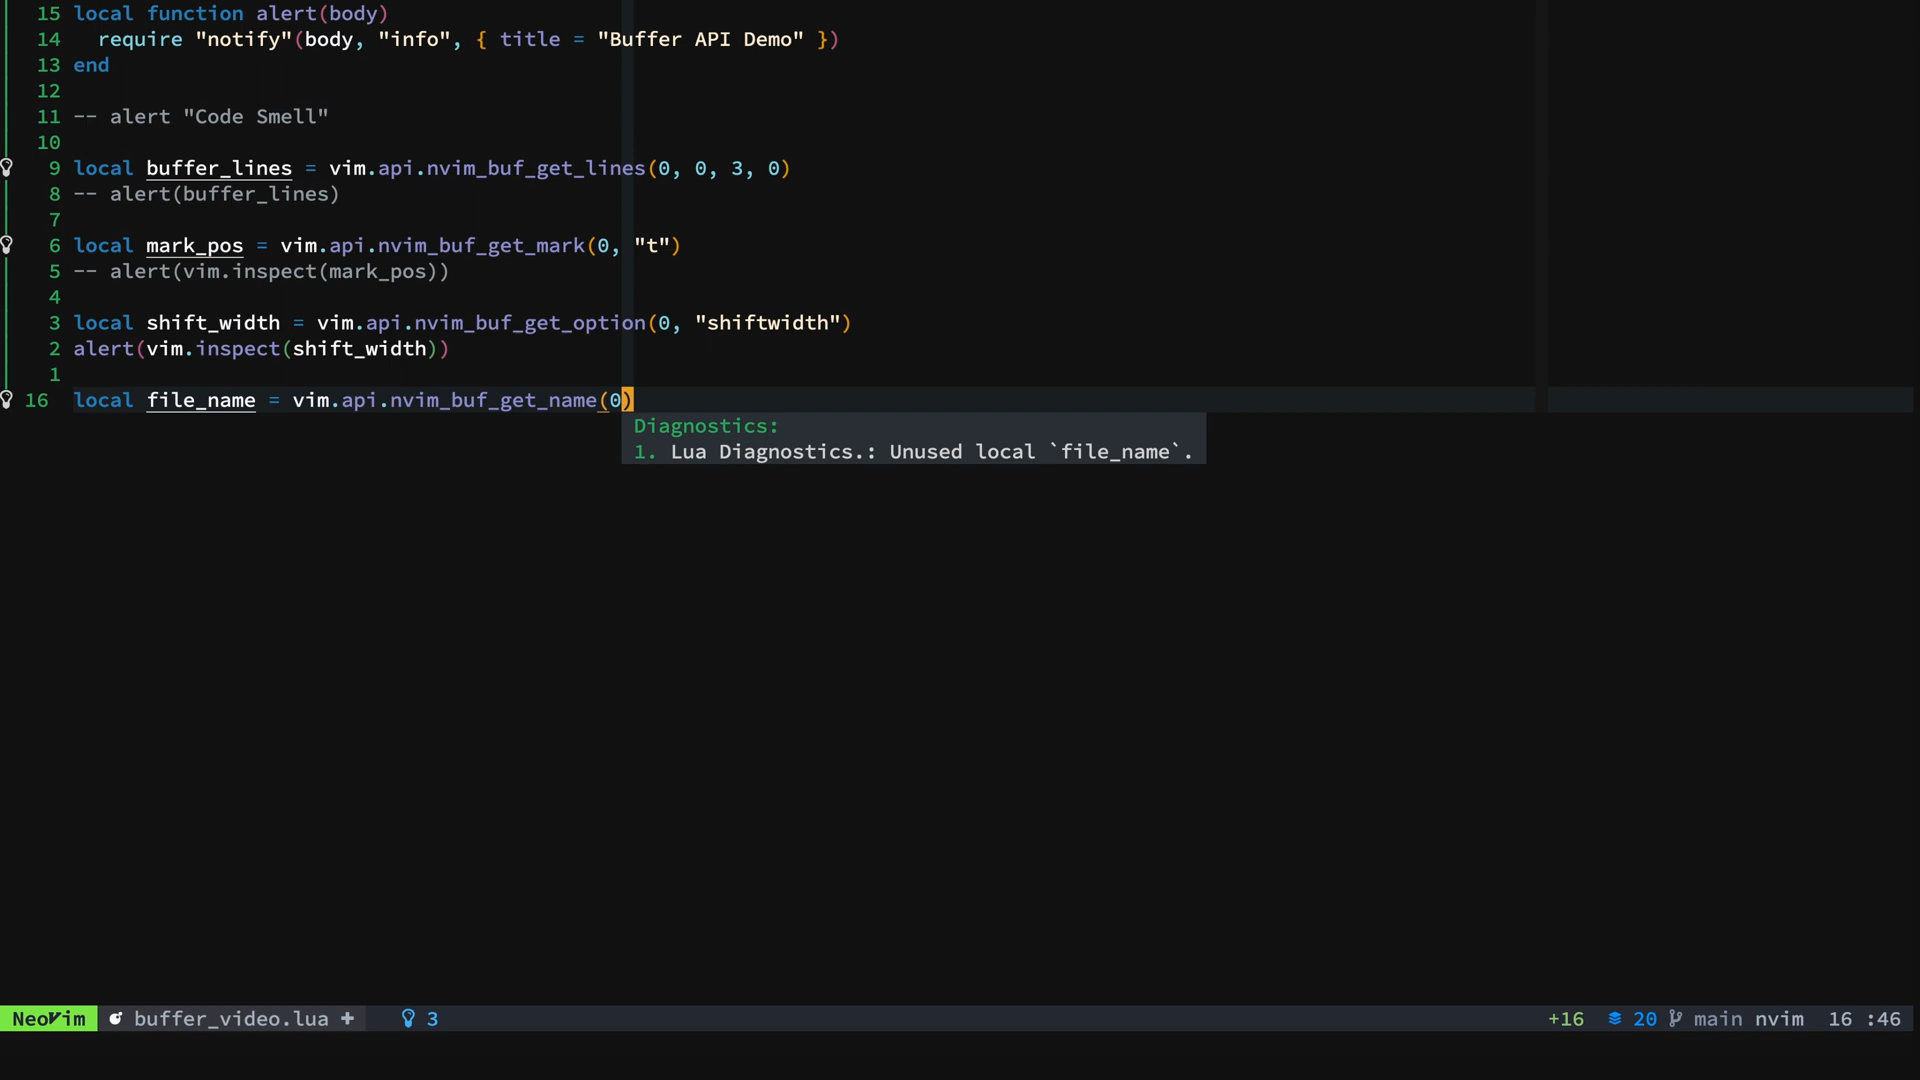 15 local function alert(body)
14   require "notify"(body, "info", { title = "Buffer API Demo" })
13 end
12
11 -- alert "Code Smell"
10
9 local buffer_lines = vim.api.nvim_buf_get_lines(0, 0, 3, 0)
8 -- alert(buffer_lines)
7
6 local mark_pos = vim.api.nvim_buf_get_mark(0, "t")
5 -- alert(vim.inspect(mark_pos))
4
3 local shift_width = vim.api.nvim_buf_get_option(0, "shiftwidth")
2 alert(vim.inspect(shift_width))
1
16 local file_name = vim.api.nvim_buf_get_name(0)
Diagnostics:
1. Lua Diagnostics.: Unused local `file_name`.
NeoVim buffer_video.lua + 3 +16 20 main nvim 16 :46